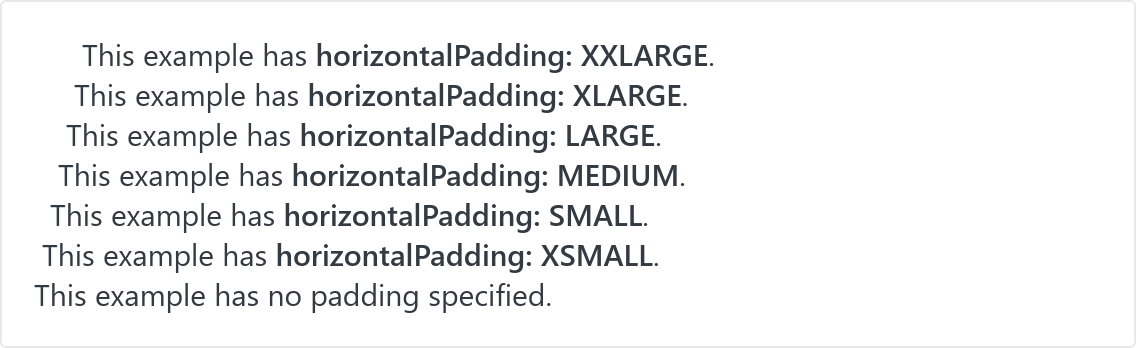 This example has horizontalPadding: XXLARGE.
This example has horizontalPadding: XLARGE.
This example has horizontalPadding: LARGE.
This example has horizontalPadding: MEDIUM.
This example has horizontalPadding: SMALL.
This example has horizontalPadding: XSMALL.
This example has no padding specified.